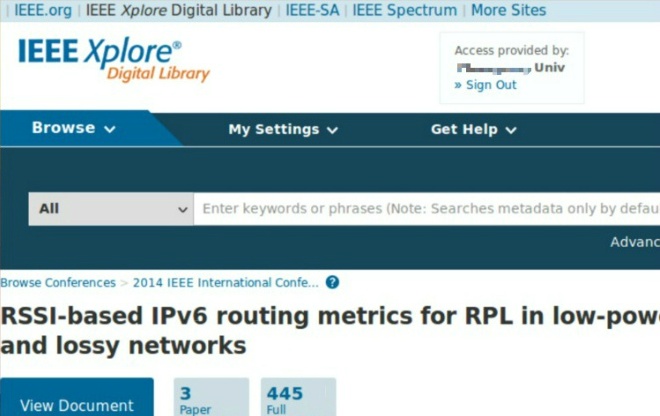 | IEEE.org | IEEE Xplore Digital Library | IEEE-SA | IEEE Spectrum | More Sites
IEEE Xplore®
Digital Library
Access provided by:
Univ
» Sign Out
Browse
My Settings
Get Help
All
Enter keywords or phrases (Note: Searches metadata only by defau
Advanc
Browse Conferences > 2014 IEEE International Confe... ?
RSSI-based IPv6 routing metrics for RPL in low-pow
and lossy networks
View Document
3
Paper
445
Full